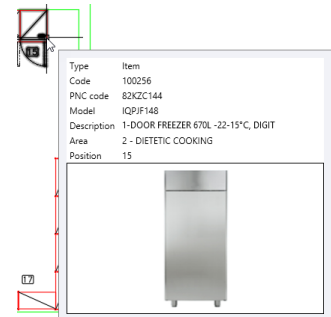 15
Type Item
Code 100256
PNC code 82KZC144
Model IQPJF148
Description 1-DOOR FREEZER 670L -22-15°C, DIGIT
Area 2 - DIETETIC COOKING
Position 15
17